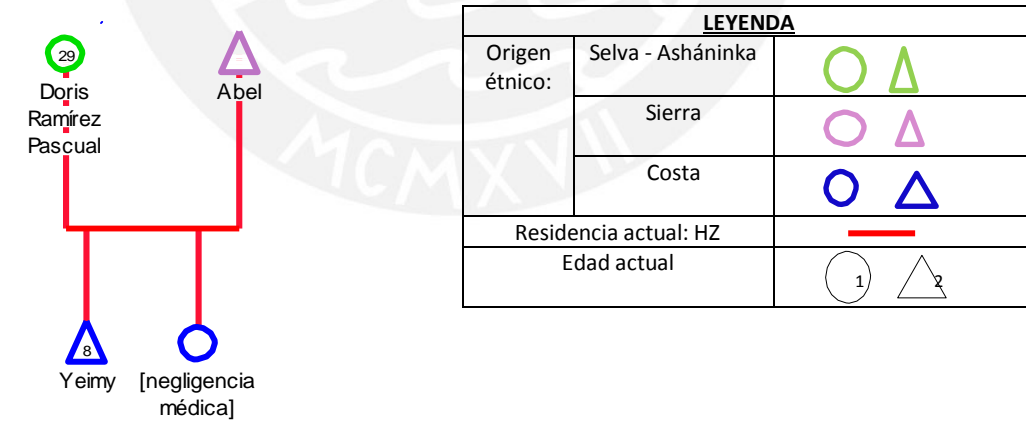 29
Doris
Ramírez
Pascual
Abel
8
Yeimy
[negligencia
médica]
LEYENDA
Origen
étnico:
Selva - Asháninka
Sierra
Costa
Residencia actual: HZ
Edad actual
1
2
MCMXVII